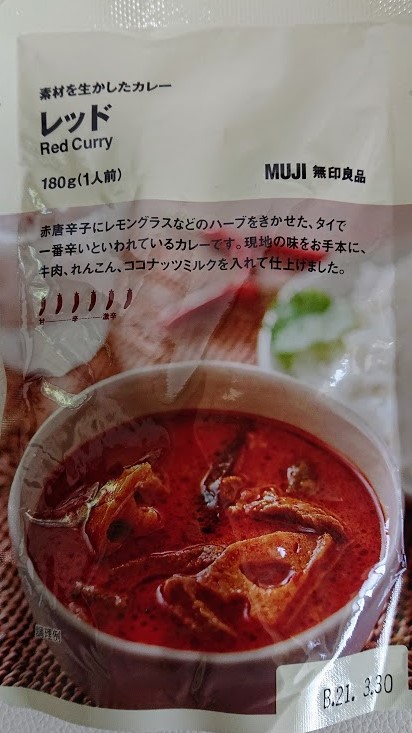 素材を生かしたカレー
レッド
Red Curry
180g(1人前)
MUJI 無印良品
赤唐辛子にレモングラスなどのハーブをきかせた、タイで
一番辛いといわれているカレーです。現地の味をお手本に、
牛肉、れんこん、ココナッツミルクを入れて仕上げました。
甘 辛 激辛
調理例
B.21. 3.30